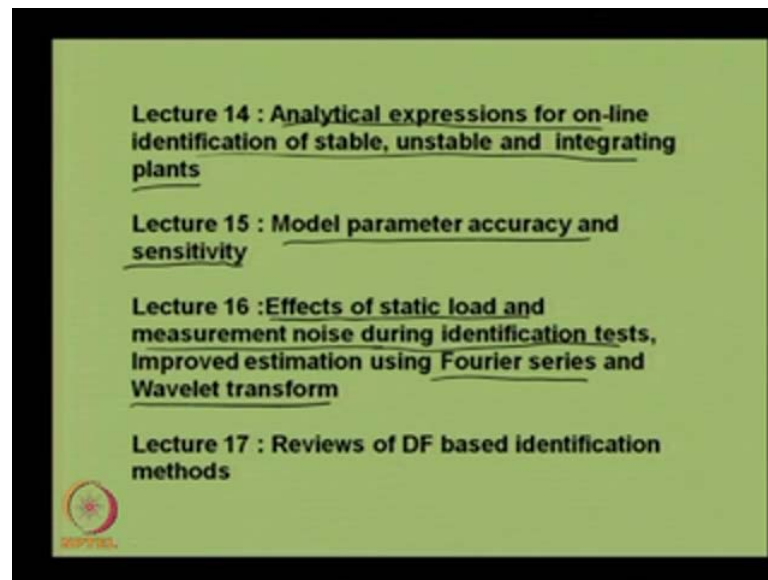 Lecture 14 : Analytical expressions for on-line
identification of stable, unstable and integrating
plants
Lecture 15 : Model parameter accuracy and
sensitivity
Lecture 16 :Effects of static load and
measurement noise during identification tests,
Improved estimation using Fourier series and
Wavelet transform
Lecture 17 : Reviews of DF based identification
methods
NPTEL